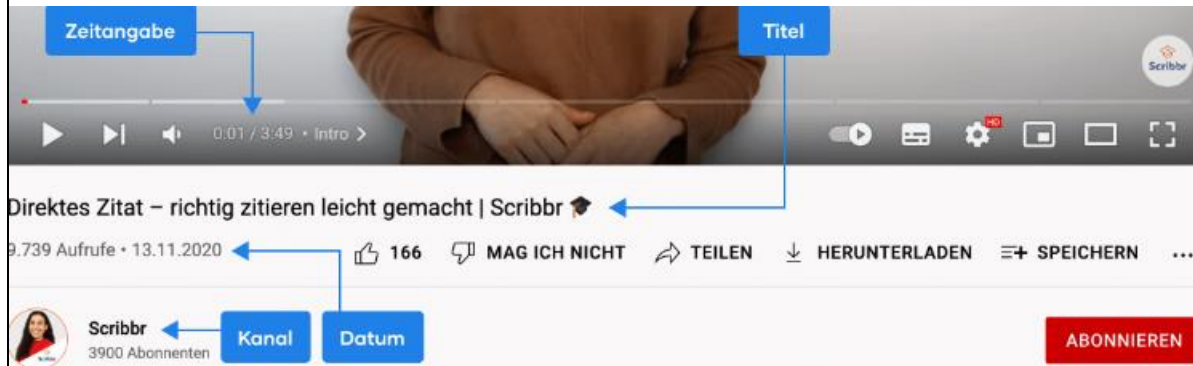 Zeitangabe
Titel
Scribbr
0:01 / 3:49 • Intro >
HD
Direktes Zitat – richtig zitieren leicht gemacht | Scribbr 🎓
9.739 Aufrufe • 13.11.2020
166 MAG ICH NICHT TEILEN HERUNTERLADEN SPEICHERN ...
Scribbr
3900 Abonnenten
Kanal
Datum
ABONNIEREN